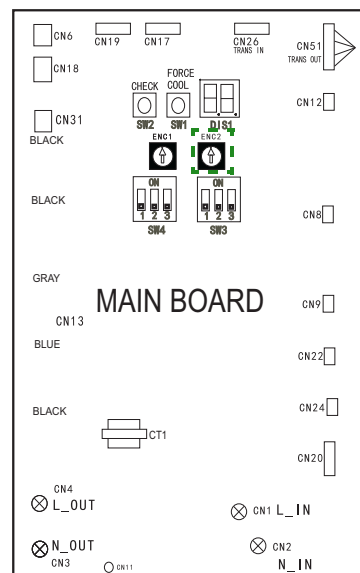 CN6
CN19
CN17
CN26
TRANS IN
CN51
TRANS OUT
CN18
CHECK
FORCE
COOL
CN12
CN31
SW2
SW1
DIS1
BLACK
ENC1
ENC2
ON
ON
BLACK
1 2 3
1 2 3
CN8
SW4
SW3
GRAY
MAIN BOARD
CN9
CN13
BLUE
CN22
BLACK
CN24
CT1
CN20
CN4
L_OUT
CN1 L_IN
N_OUT
CN2
CN3
CN11
N_IN